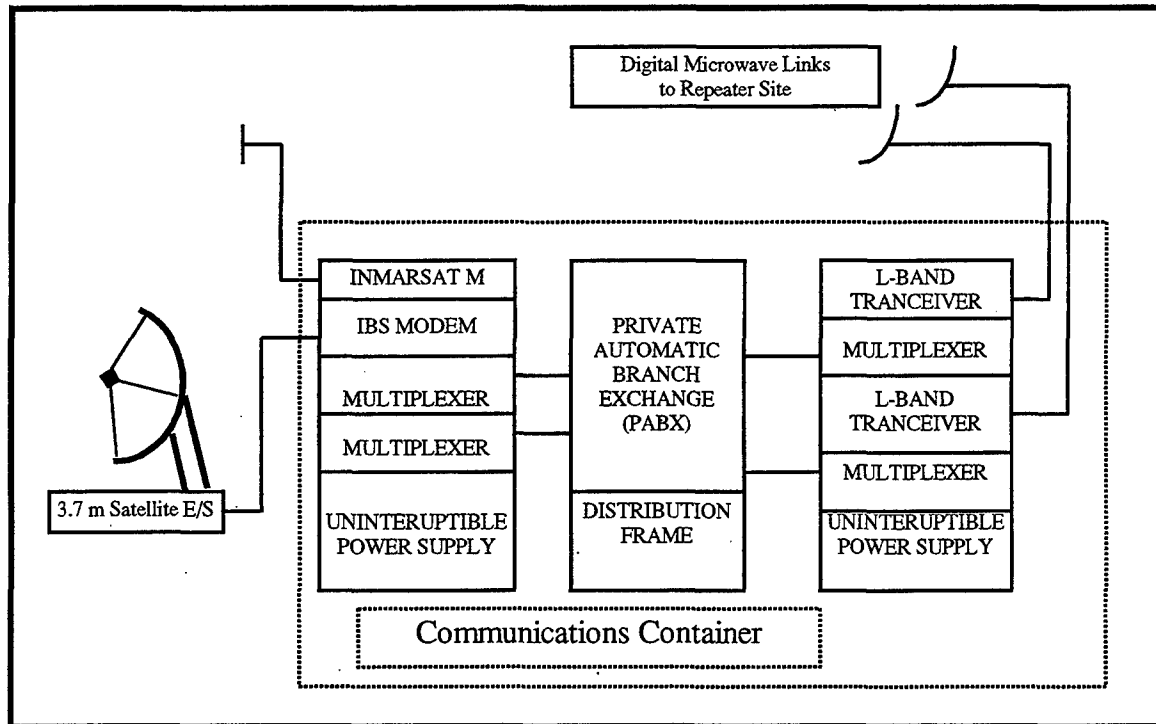 Digital Microwave Links
to Repeater Site
INMARSAT M
IBS MODEM
MULTIPLEXER
MULTIPLEXER
UNINTERUPTIBLE
POWER SUPPLY
3.7 m Satellite E/S
PRIVATE
AUTOMATIC
BRANCH
EXCHANGE
(PABX)
DISTRIBUTION
FRAME
L-BAND
TRANCEIVER
MULTIPLEXER
L-BAND
TRANCEIVER
MULTIPLEXER
UNINTERUPTIBLE
POWER SUPPLY
Communications Container